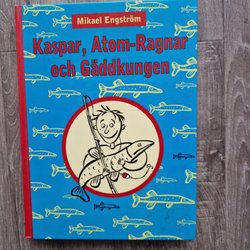 Mikael Engström
Kaspar, Atom-Ragnar
och Gäddkungen